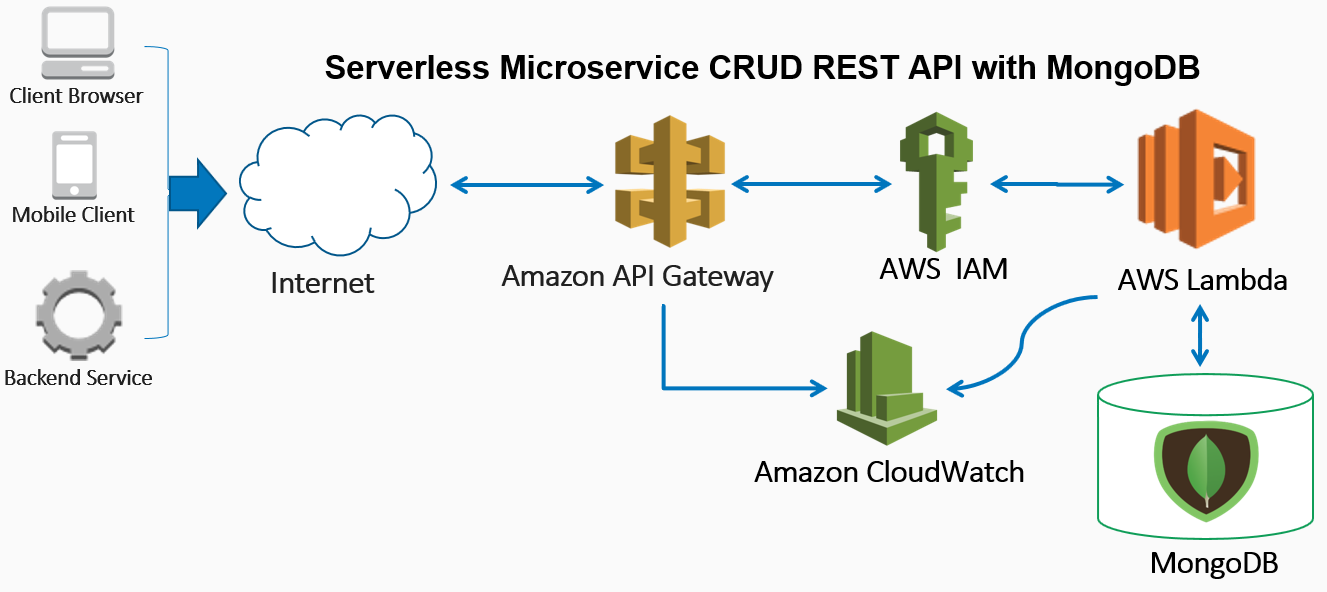 Serverless Microservice CRUD REST API with MongoDB
Client Browser
Mobile Client
Backend Service
Internet
Amazon API Gateway
AWS IAM
AWS Lambda
Amazon CloudWatch
MongoDB